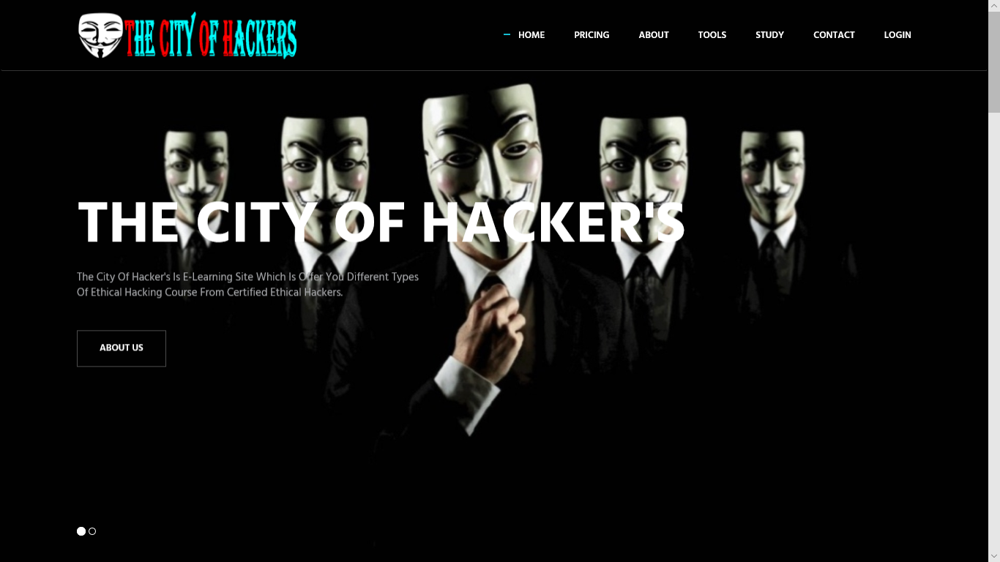 THE CITY OF HACKERS
HOME PRICING ABOUT TOOLS STUDY CONTACT LOGIN
THE CITY OF HACKER'S
The City Of Hacker's Is E-Learning Site Which Is Offer You Different Types
Of Ethical Hacking Course From Certified Ethical Hackers.
ABOUT US